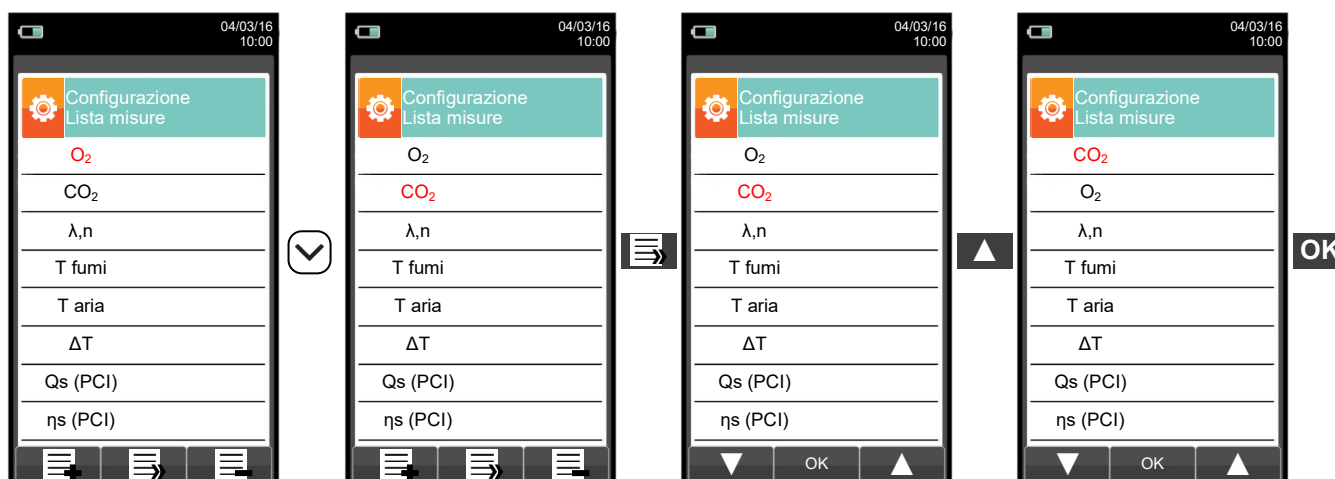 04/03/16
10:00
Configurazione
Lista misure
O₂
CO₂
λ,n
T fumi
T aria
ΔT
Qs (PCI)
ηs (PCI)
04/03/16
10:00
Configurazione
Lista misure
O₂
CO₂
λ,n
T fumi
T aria
ΔT
Qs (PCI)
ηs (PCI)
04/03/16
10:00
Configurazione
Lista misure
O₂
CO₂
λ,n
T fumi
T aria
ΔT
Qs (PCI)
ηs (PCI)
OK
04/03/16
10:00
Configurazione
Lista misure
CO₂
O₂
λ,n
T fumi
T aria
ΔT
Qs (PCI)
ηs (PCI)
OK
OK